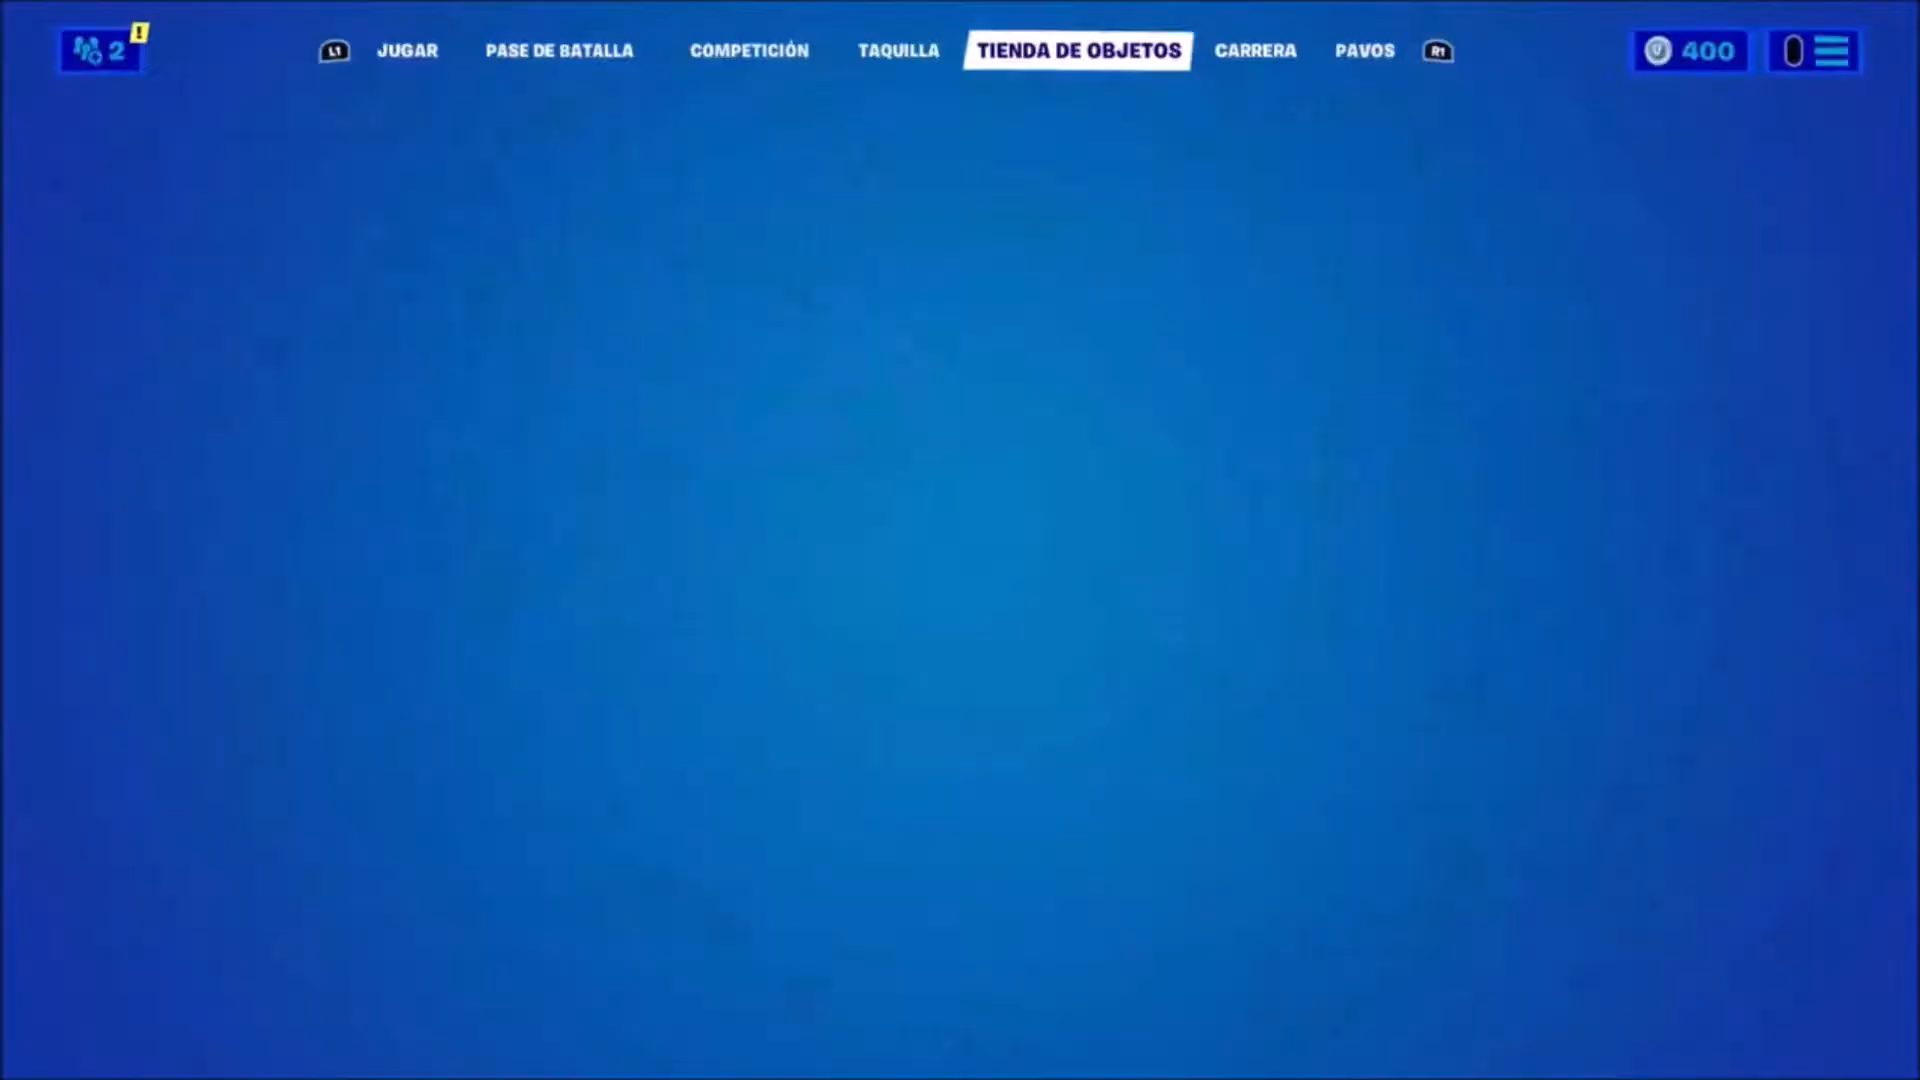 2 ! L1 JUGAR PASE DE BATALLA COMPETICIÓN TAQUILLA TIENDA DE OBJETOS CARRERA PAVOS R1 400